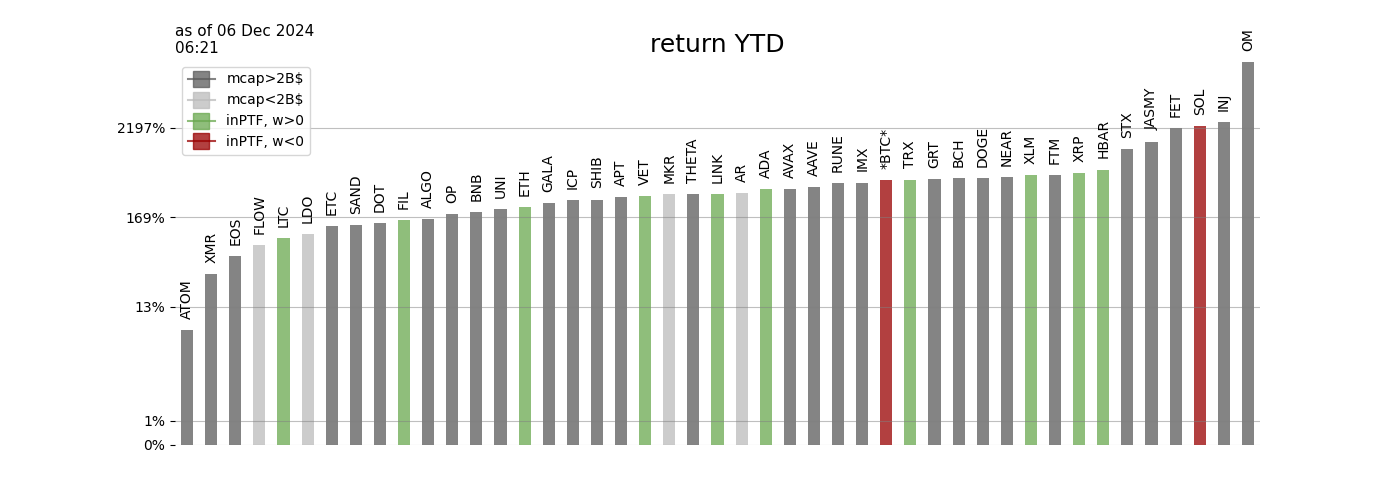 as of 06 Dec 2024
06:21
return YTD
mcap>2B$
mcap<2B$
inPTF, w>0
inPTF, w<0
2197%
169%
13%
1%
0%
ATOM
XMR
EOS
FLOW
LTC
LDO
ETC
SAND
DOT
FIL
ALGO
OP
BNB
UNI
ETH
GALA
ICP
SHIB
APT
VET
MKR
THETA
LINK
AR
ADA
AVAX
AAVE
RUNE
IMX
*BTC*
TRX
GRT
BCH
DOGE
NEAR
XLM
FTM
XRP
HBAR
STX
JASMY
FET
SOL
INJ
OM